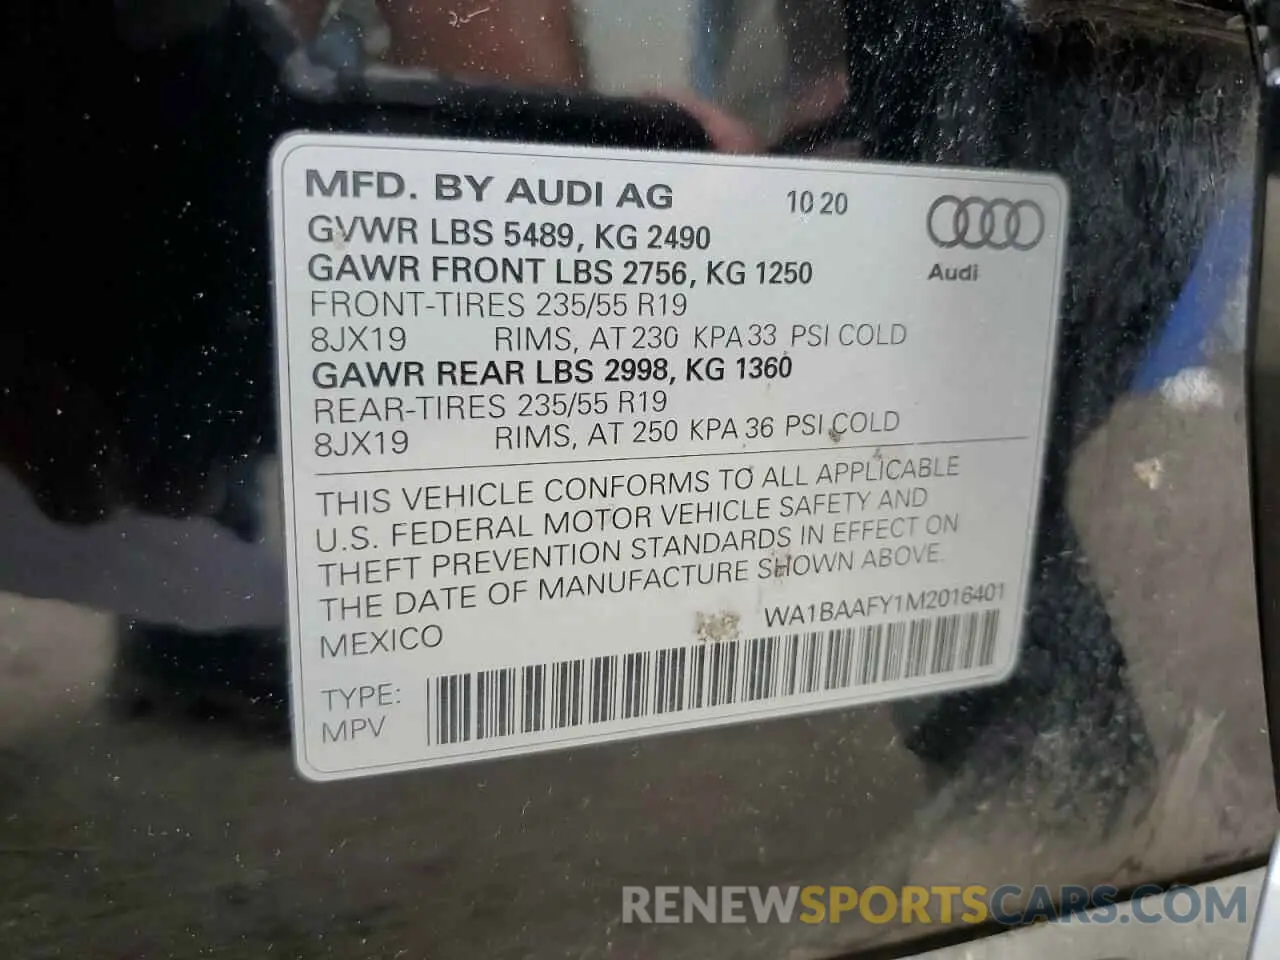 MFD. BY AUDI AG 10 20
GVWR LBS 5489, KG 2490
GAWR FRONT LBS 2756, KG 1250
Audi
FRONT-TIRES 235/55 R19
8JX19 RIMS, AT 230 KPA 33 PSI COLD
GAWR REAR LBS 2998, KG 1360
REAR-TIRES 235/55 R19
8JX19 RIMS, AT 250 KPA 36 PSI COLD
THIS VEHICLE CONFORMS TO ALL APPLICABLE
U.S. FEDERAL MOTOR VEHICLE SAFETY AND
THEFT PREVENTION STANDARDS IN EFFECT ON
THE DATE OF MANUFACTURE SHOWN ABOVE.
MEXICO WA1BAAFY1M2016401
TYPE:
MPV
RENEWSPORTSCARS.COM